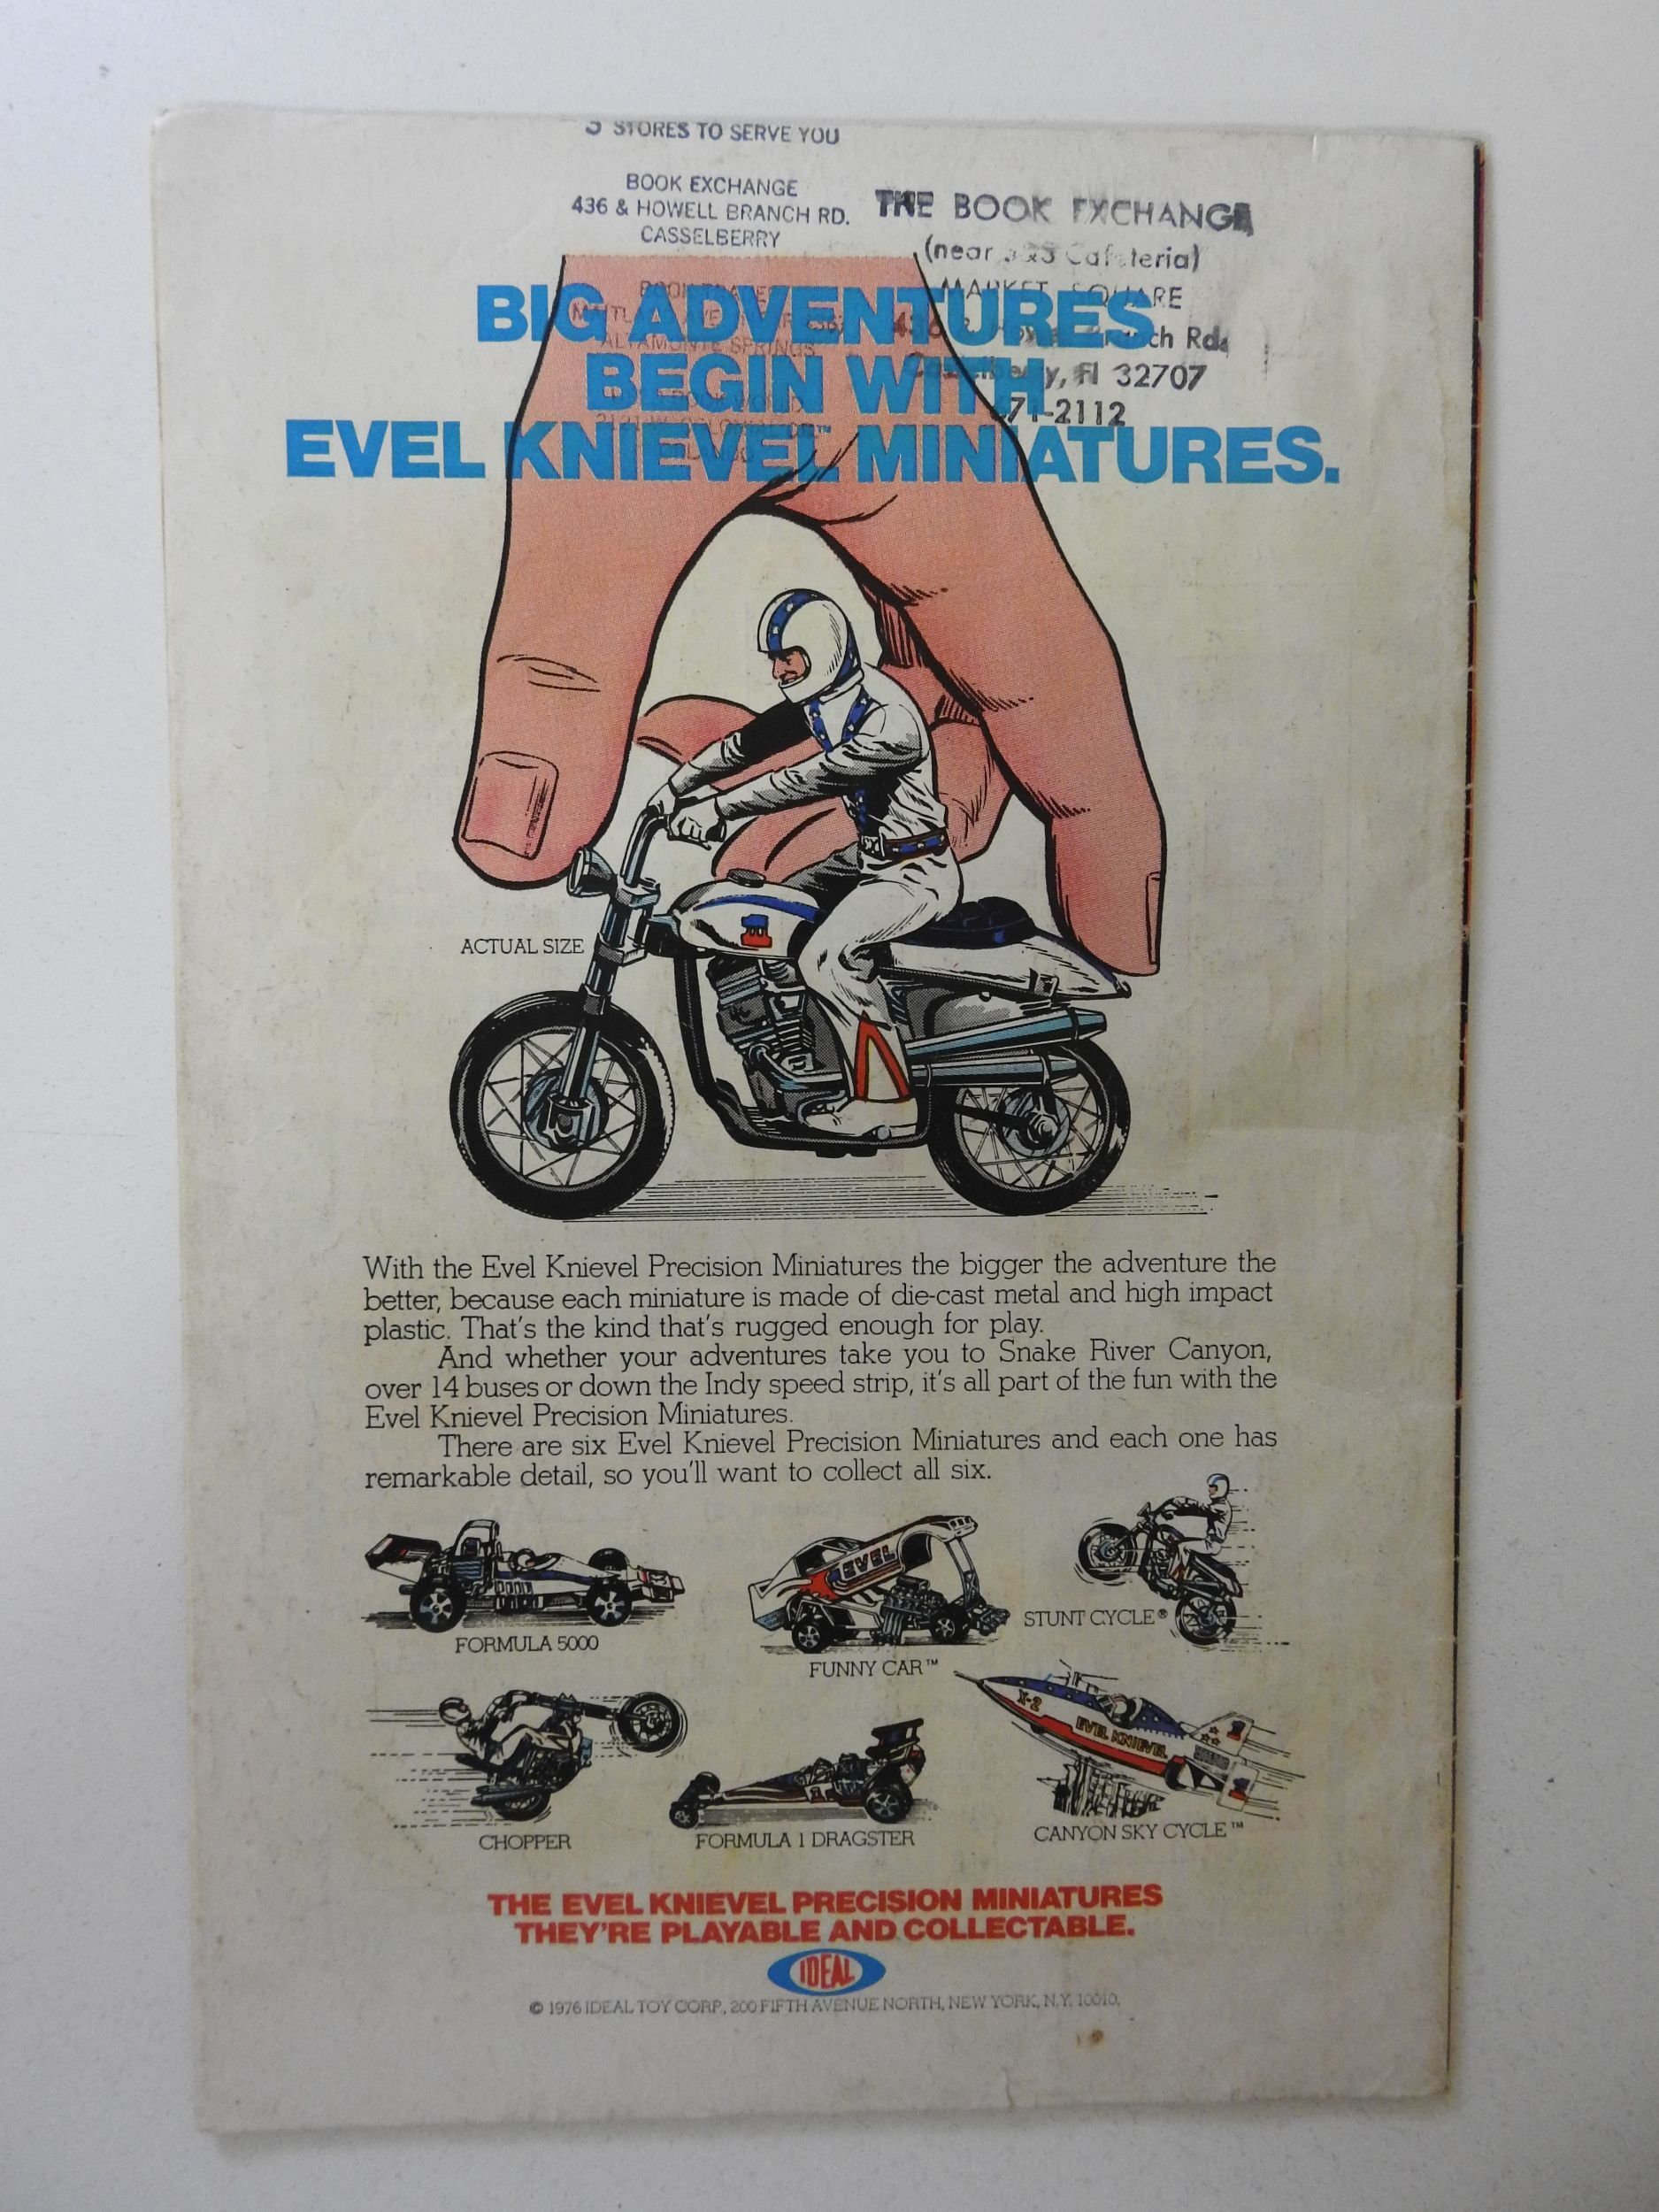 3 STORES TO SERVE YOU
BOOK EXCHANGE
436 & HOWELL BRANCH RD.
CASSELBERRY
ALTAMONTE SPRINGS
THE BOOK EXCHANGE
(near Cafeteria)
MARKET SQUARE
Rd.
Fl 32707
BIG ADVENTURES
BEGIN WITH
EVEL KNIEVEL™ MINIATURES.
ACTUAL SIZE
With the Evel Knievel Precision Miniatures the bigger the adventure the
better, because each miniature is made of die-cast metal and high impact
plastic. That's the kind that's rugged enough for play.
And whether your adventures take you to Snake River Canyon,
over 14 buses or down the Indy speed strip, it's all part of the fun with the
Evel Knievel Precision Miniatures.
There are six Evel Knievel Precision Miniatures and each one has
remarkable detail, so you'll want to collect all six.
FORMULA 5000
EVEL
FUNNY CAR™
STUNT CYCLE®
CHOPPER
1
FORMULA 1 DRAGSTER
X-2
EVEL KNIEVEL
CANYON SKY CYCLE™
THE EVEL KNIEVEL PRECISION MINIATURES
THEY'RE PLAYABLE AND COLLECTABLE.
IDEAL
© 1976 IDEAL TOY CORP., 200 FIFTH AVENUE NORTH, NEW YORK, N.Y. 10010.